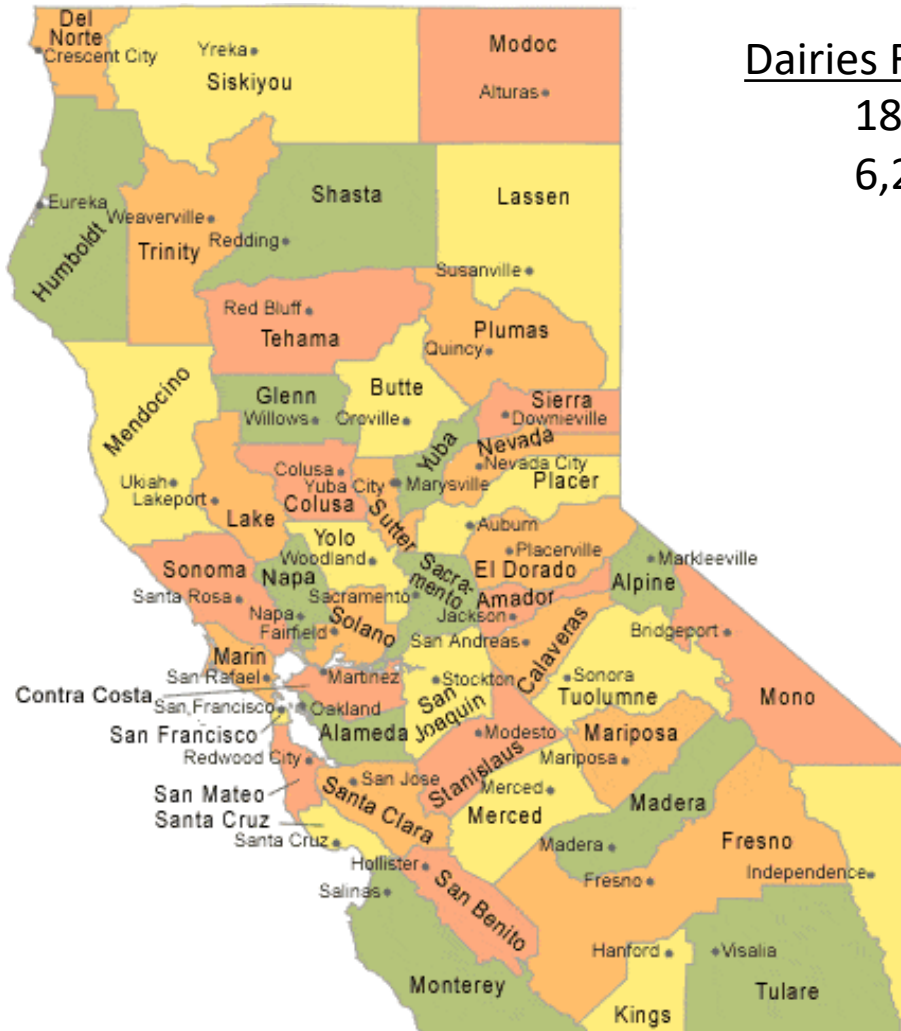 Del
Norte
Crescent City
Yreka
Siskiyou
Modoc
Alturas
Dairies F
18
6,2
Eureka
Humboldt
Weaverville
Trinity
Shasta
Redding
Lassen
Susanville
Red Bluff
Tehama
Plumas
Quincy
Mendocino
Glenn
Willows
Butte
Oroville
Sierra
Downieville
Yuba
Nevada
Nevada City
Ukiah
Lakeport
Lake
Colusa
Colusa
Yuba City
Sutter
Marysville
Placer
Auburn
Yolo
Woodland
Sonoma
Santa Rosa
Napa
Napa
Sacramento
Sacra-
mento
Placerville
El Dorado
Markleeville
Alpine
Fairfield
Solano
Amador
Jackson
San Andreas
Calaveras
Bridgeport
Marin
San Rafael
Martinez
Contra Costa
Stockton
San
Joaquin
Sonora
Tuolumne
Mono
San Francisco
Oakland
San Francisco
Alameda
Modesto
Stanislaus
Mariposa
Mariposa
Redwood City
San Mateo
San Jose
Santa Clara
Merced
Merced
Madera
Madera
Santa Cruz
Santa Cruz
Fresno
Fresno
Independence
Hollister
San Benito
Salinas
Monterey
Hanford
Kings
Visalia
Tulare